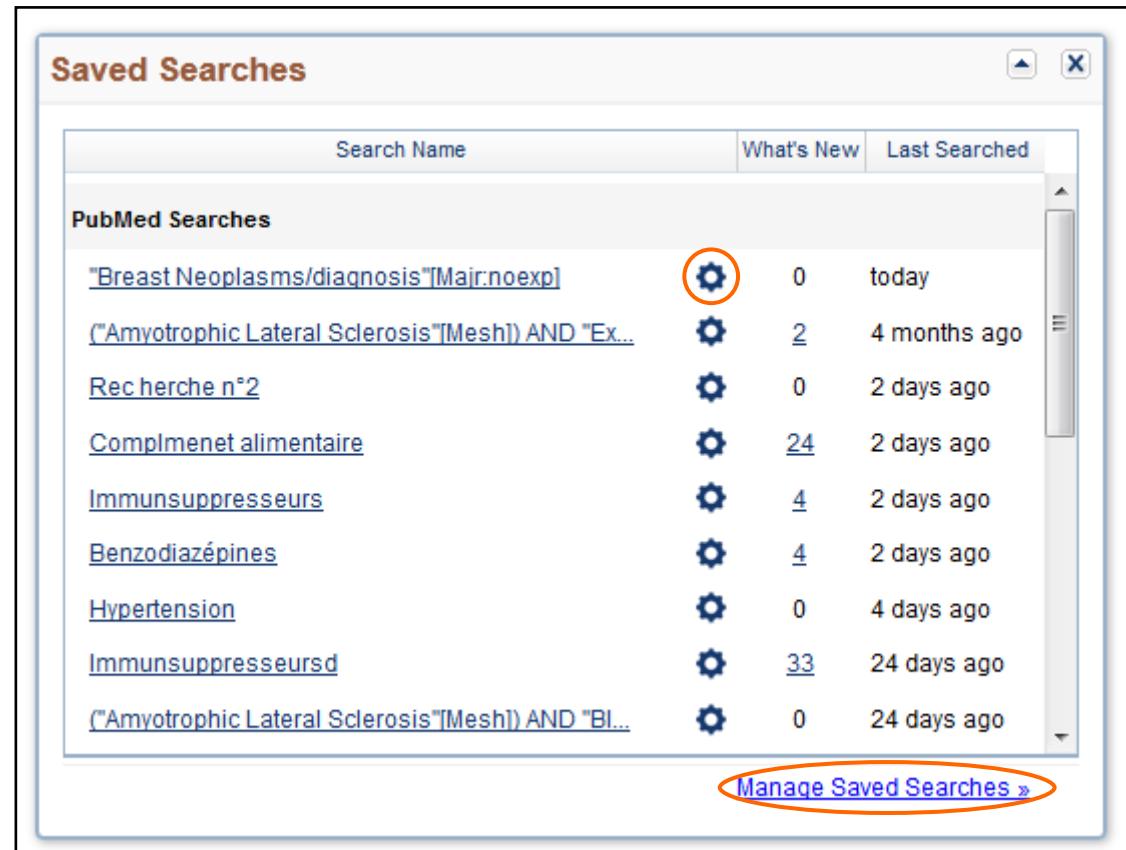 Saved Searches
Search Name What's New Last Searched
PubMed Searches
"Breast Neoplasms/diagnosis"[Majr:noexp] 0 today
("Amyotrophic Lateral Sclerosis"[Mesh]) AND "Ex... 2 4 months ago
Rec herche n°2 0 2 days ago
Complmenet alimentaire 24 2 days ago
Immunsuppresseurs 4 2 days ago
Benzodiazépines 4 2 days ago
Hypertension 0 4 days ago
Immunsuppresseursd 33 24 days ago
("Amyotrophic Lateral Sclerosis"[Mesh]) AND "Bl... 0 24 days ago
Manage Saved Searches »